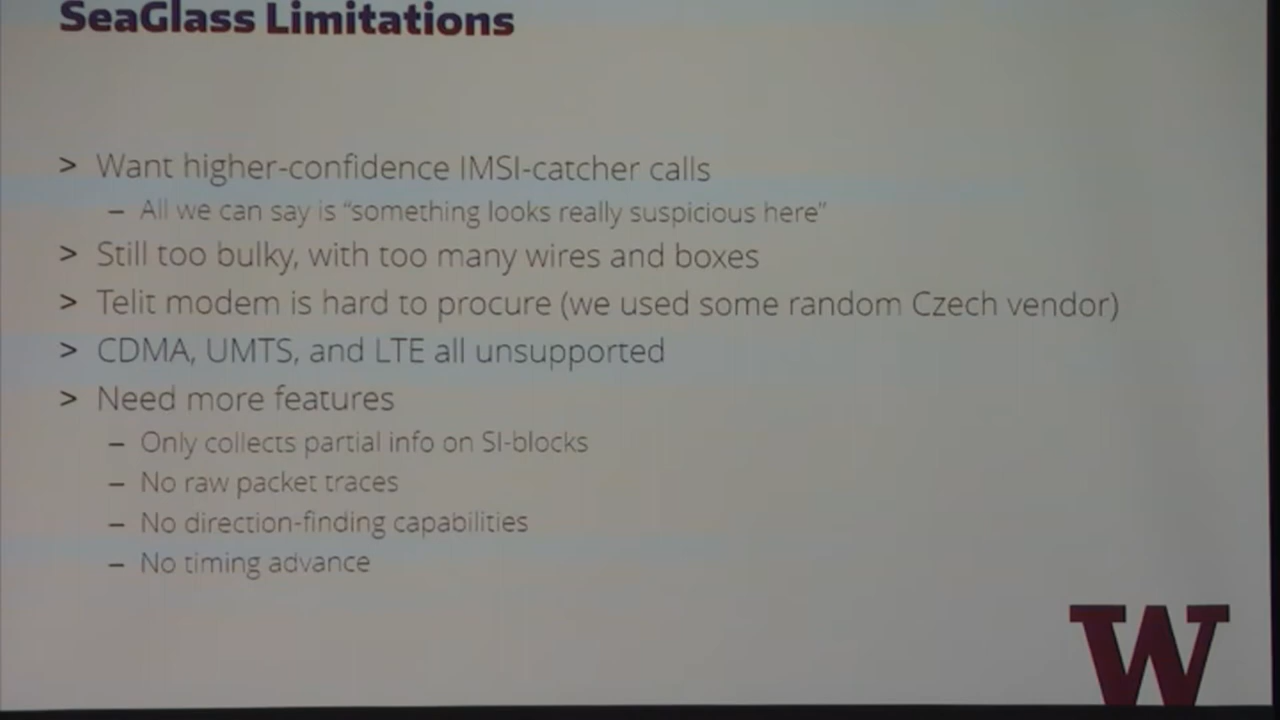 SeaGlass Limitations
> Want higher-confidence IMSI-catcher calls
– All we can say is “something looks really suspicious here”
> Still too bulky, with too many wires and boxes
> Telit modem is hard to procure (we used some random Czech vendor)
> CDMA, UMTS, and LTE all unsupported
> Need more features
– Only collects partial info on SI-blocks
– No raw packet traces
– No direction-finding capabilities
– No timing advance
W